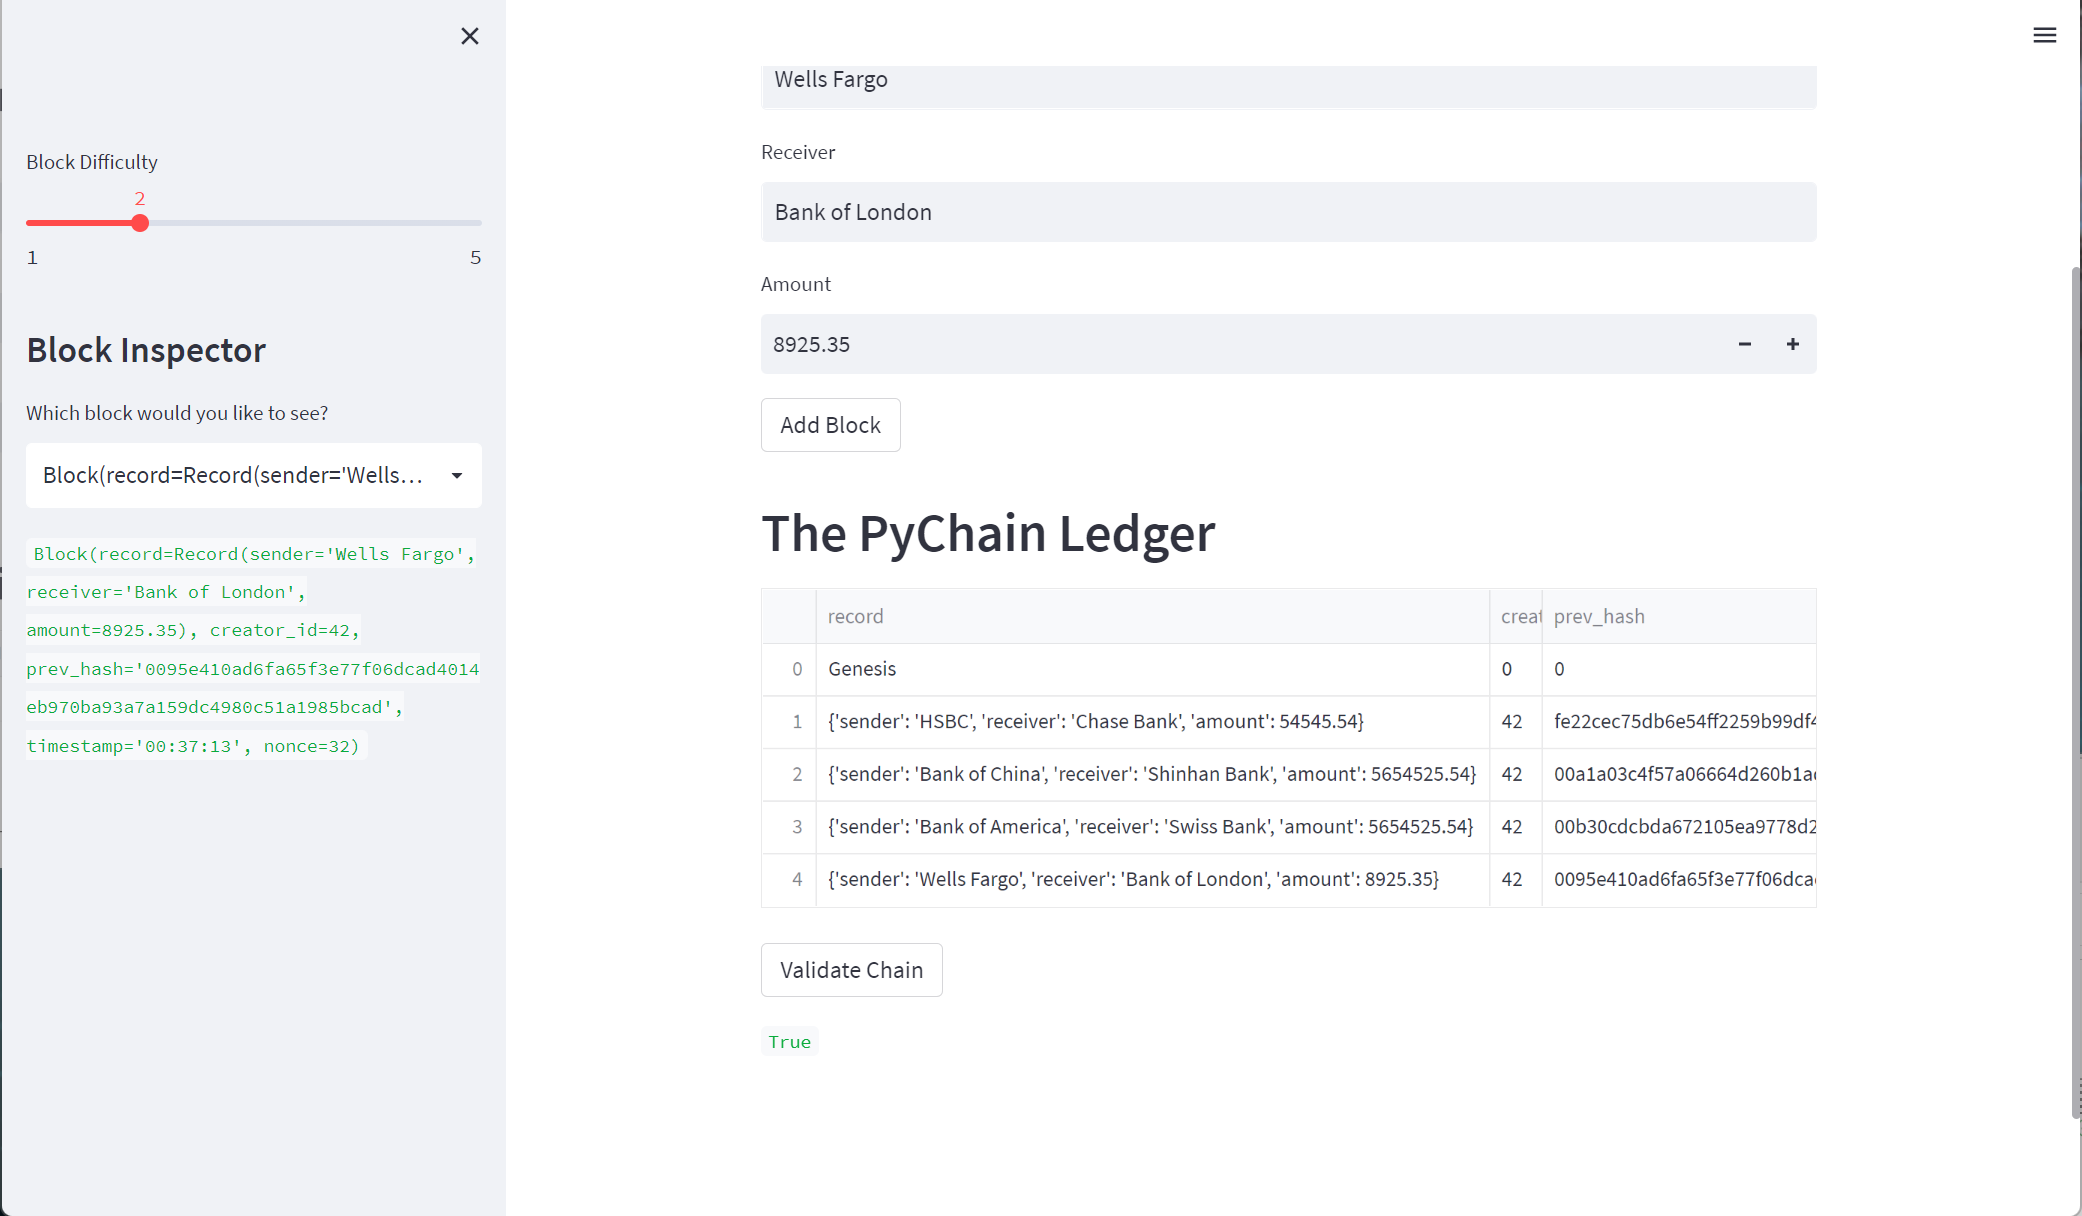 Block Difficulty
2
1
5
Block Inspector
Which block would you like to see?
Block(record=Record(sender='Wells...
Block(record=Record(sender='Wells Fargo',
receiver='Bank of London',
amount=8925.35), creator_id=42,
prev_hash='0095e410ad6fa65f3e77f06dcad4014
eb970ba93a7a159dc4980c51a1985bcad',
timestamp='00:37:13', nonce=32)
Wells Fargo
Receiver
Bank of London
Amount
8925.35
Add Block
The PyChain Ledger
record creat prev_hash
0 Genesis 0 0
1 {'sender': 'HSBC', 'receiver': 'Chase Bank', 'amount': 54545.54} 42 fe22cec75db6e54ff2259b99df4
2 {'sender': 'Bank of China', 'receiver': 'Shinhan Bank', 'amount': 5654525.54} 42 00a1a03c4f57a06664d260b1a
3 {'sender': 'Bank of America', 'receiver': 'Swiss Bank', 'amount': 5654525.54} 42 00b30cdcbda672105ea9778d2
4 {'sender': 'Wells Fargo', 'receiver': 'Bank of London', 'amount': 8925.35} 42 0095e410ad6fa65f3e77f06dca
Validate Chain
True